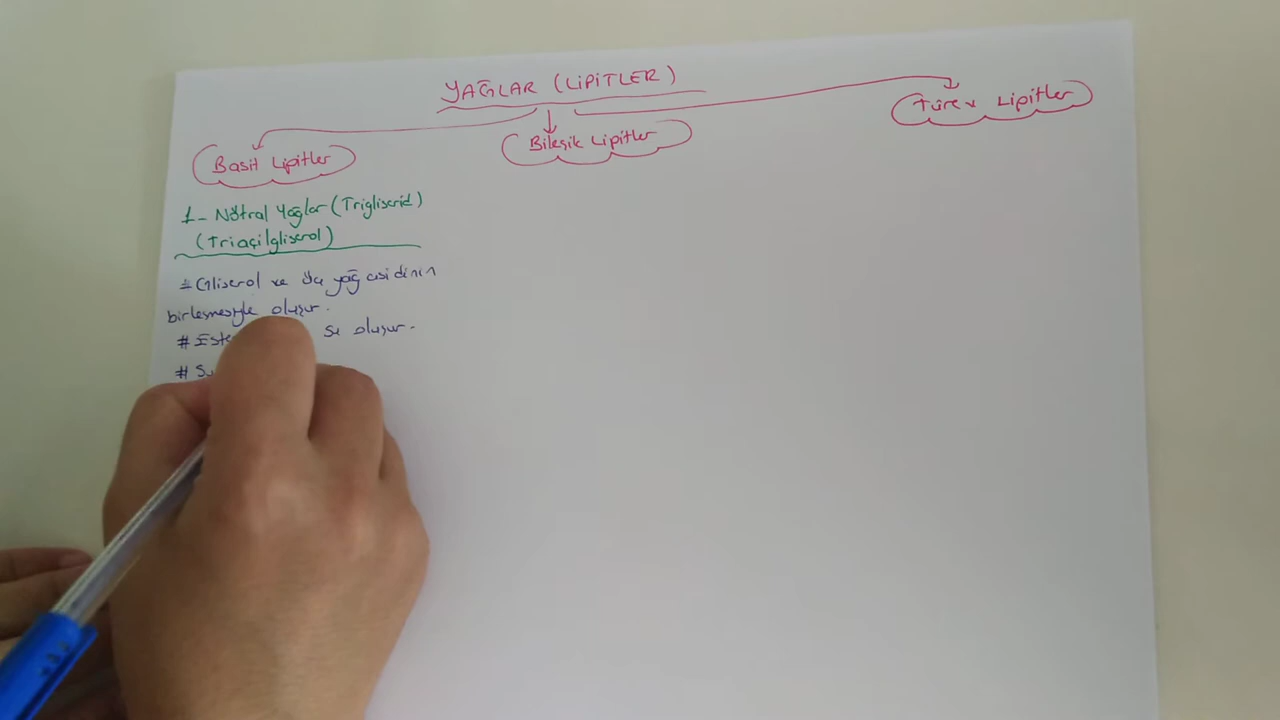 YAĞLAR (LİPİTLER)
Basit Lipitler
Bileşik Lipitler
Türev Lipitler
1- Nötral Yağlar (Trigliserid)
(Triaçilgliserol)
# Gliserol ve üç yağ asidinin
birleşmesiyle oluşur.
# su oluşur.
#